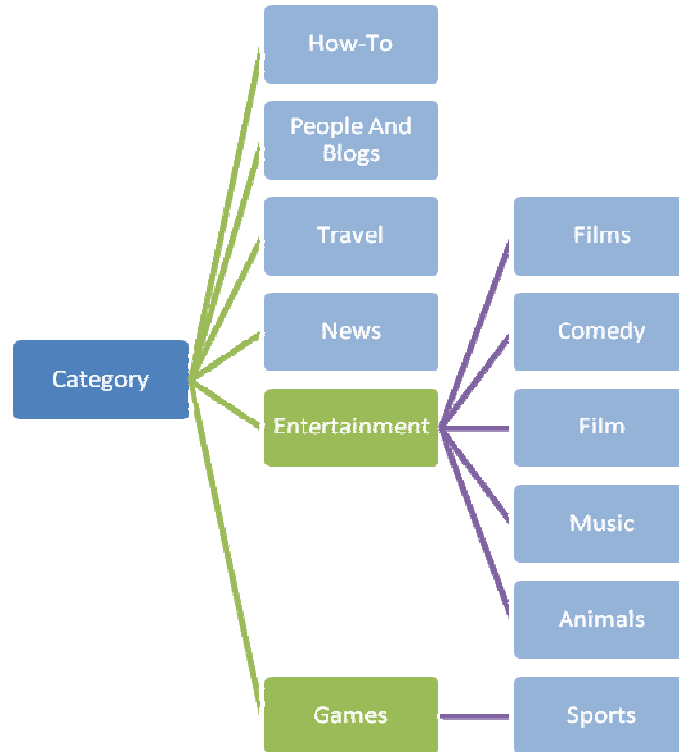 How-To
People And
Blogs
Travel
Films
News
Comedy
Category
Entertainment
Film
Music
Animals
Games
Sports